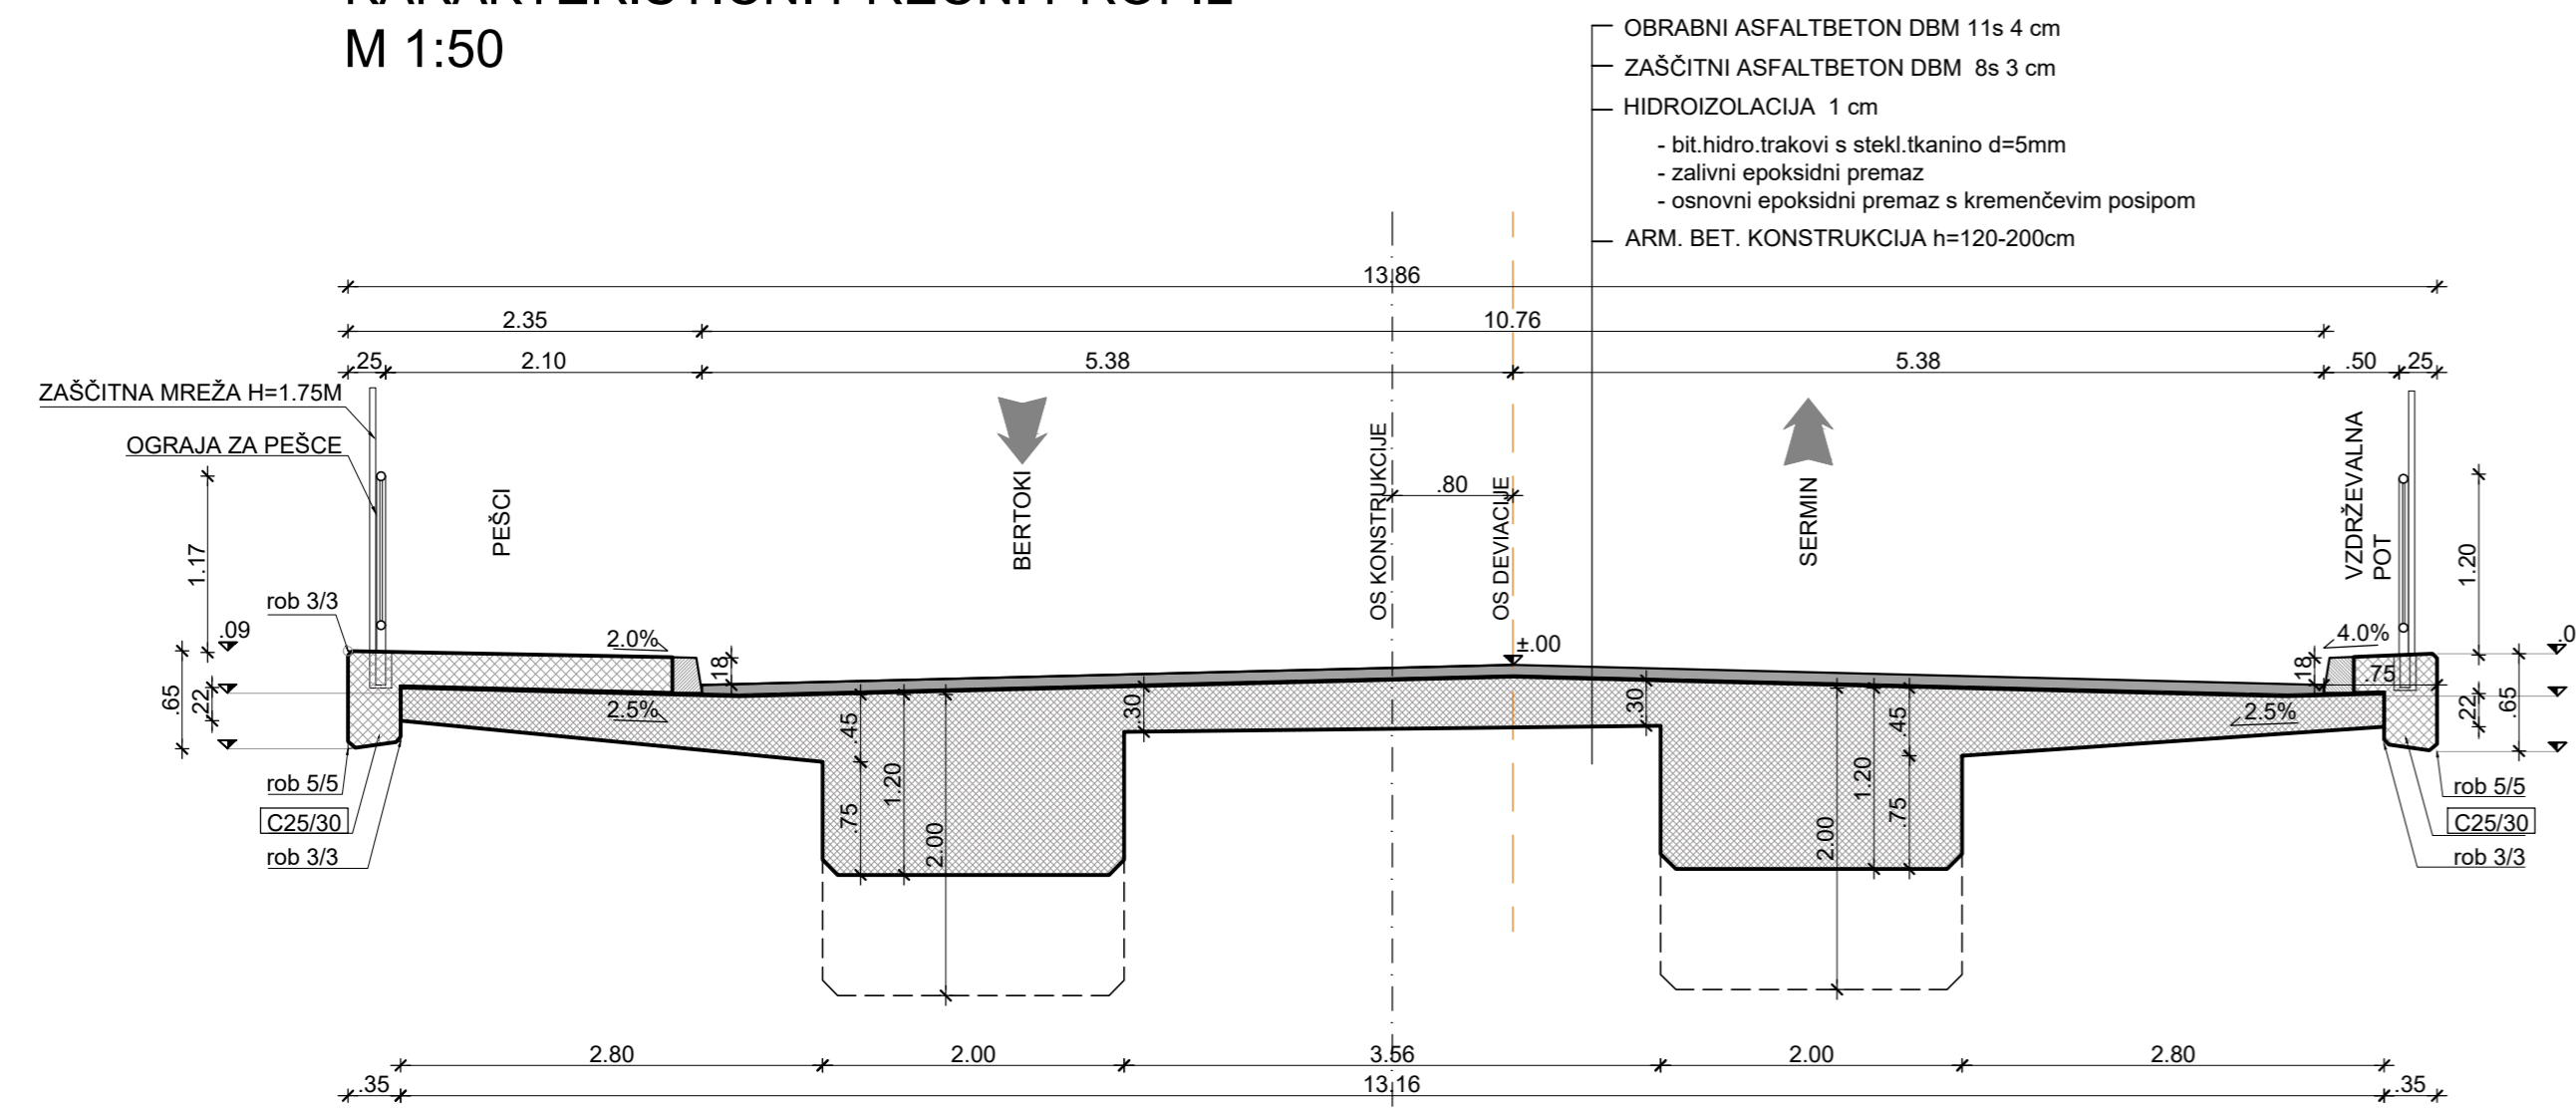 M 1:50
OBRABNI ASFALTBETON DBM 11s 4 cm
ZAŠČITNI ASFALTBETON DBM 8s 3 cm
HIDROIZOLACIJA 1 cm
- bit.hidro.trakovi s stekl.tkanino d=5mm
- zalivni epoksidni premaz
- osnovni epoksidni premaz s kremenčevim posipom
ARM. BET. KONSTRUKCIJA h=120-200cm
13.86
2.35 10.76
.25 2.10 5.38 5.38 .50 .25
ZAŠČITNA MREŽA H=1.75M
OGRAJA ZA PEŠCE
PEŠCI
BERTOKI
OS KONSTRUKCIJE
.80
OS DEVIACIJE
SERMIN
VZDRŽEVALNA
POT
1.17
1.20
rob 3/3
.09
2.0%
.18
±.00
4.0%
.18
.75
.65
.22
2.5%
.45
.30
.30
.45
2.5%
.22
.65
.75
1.20
2.00
2.00
1.20
.75
rob 5/5
C25/30
rob 3/3
rob 5/5
C25/30
rob 3/3
2.80 2.00 3.56 2.00 2.80
.35 13.16 .35